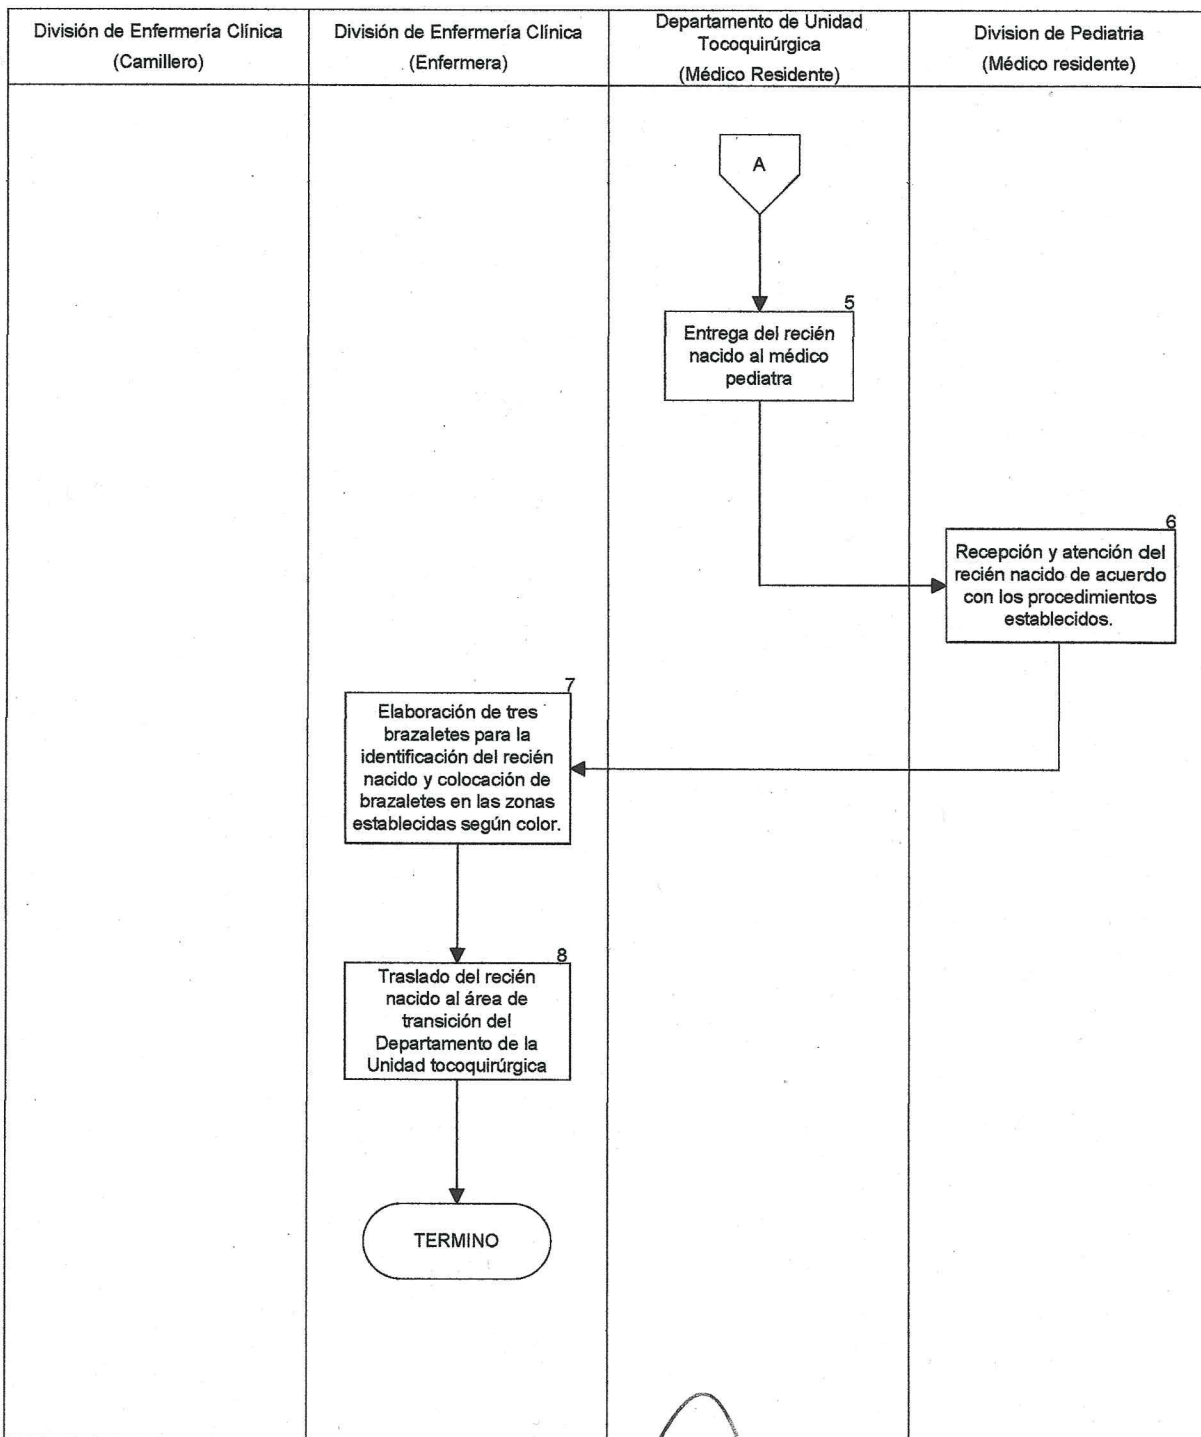 División de Enfermería Clínica
(Camillero)
División de Enfermería Clínica
(Enfermera)
Departamento de Unidad
Tocoquirúrgica
(Médico Residente)
Division de Pediatria
(Médico residente)
A
5
Entrega del recién
nacido al médico
pediatra
6
Recepción y atención del
recién nacido de acuerdo
con los procedimientos
establecidos.
7
Elaboración de tres
brazaletes para la
identificación del recién
nacido y colocación de
brazaletes en las zonas
establecidas según color.
8
Traslado del recién
nacido al área de
transición del
Departamento de la
Unidad tocoquirúrgica
TERMINO